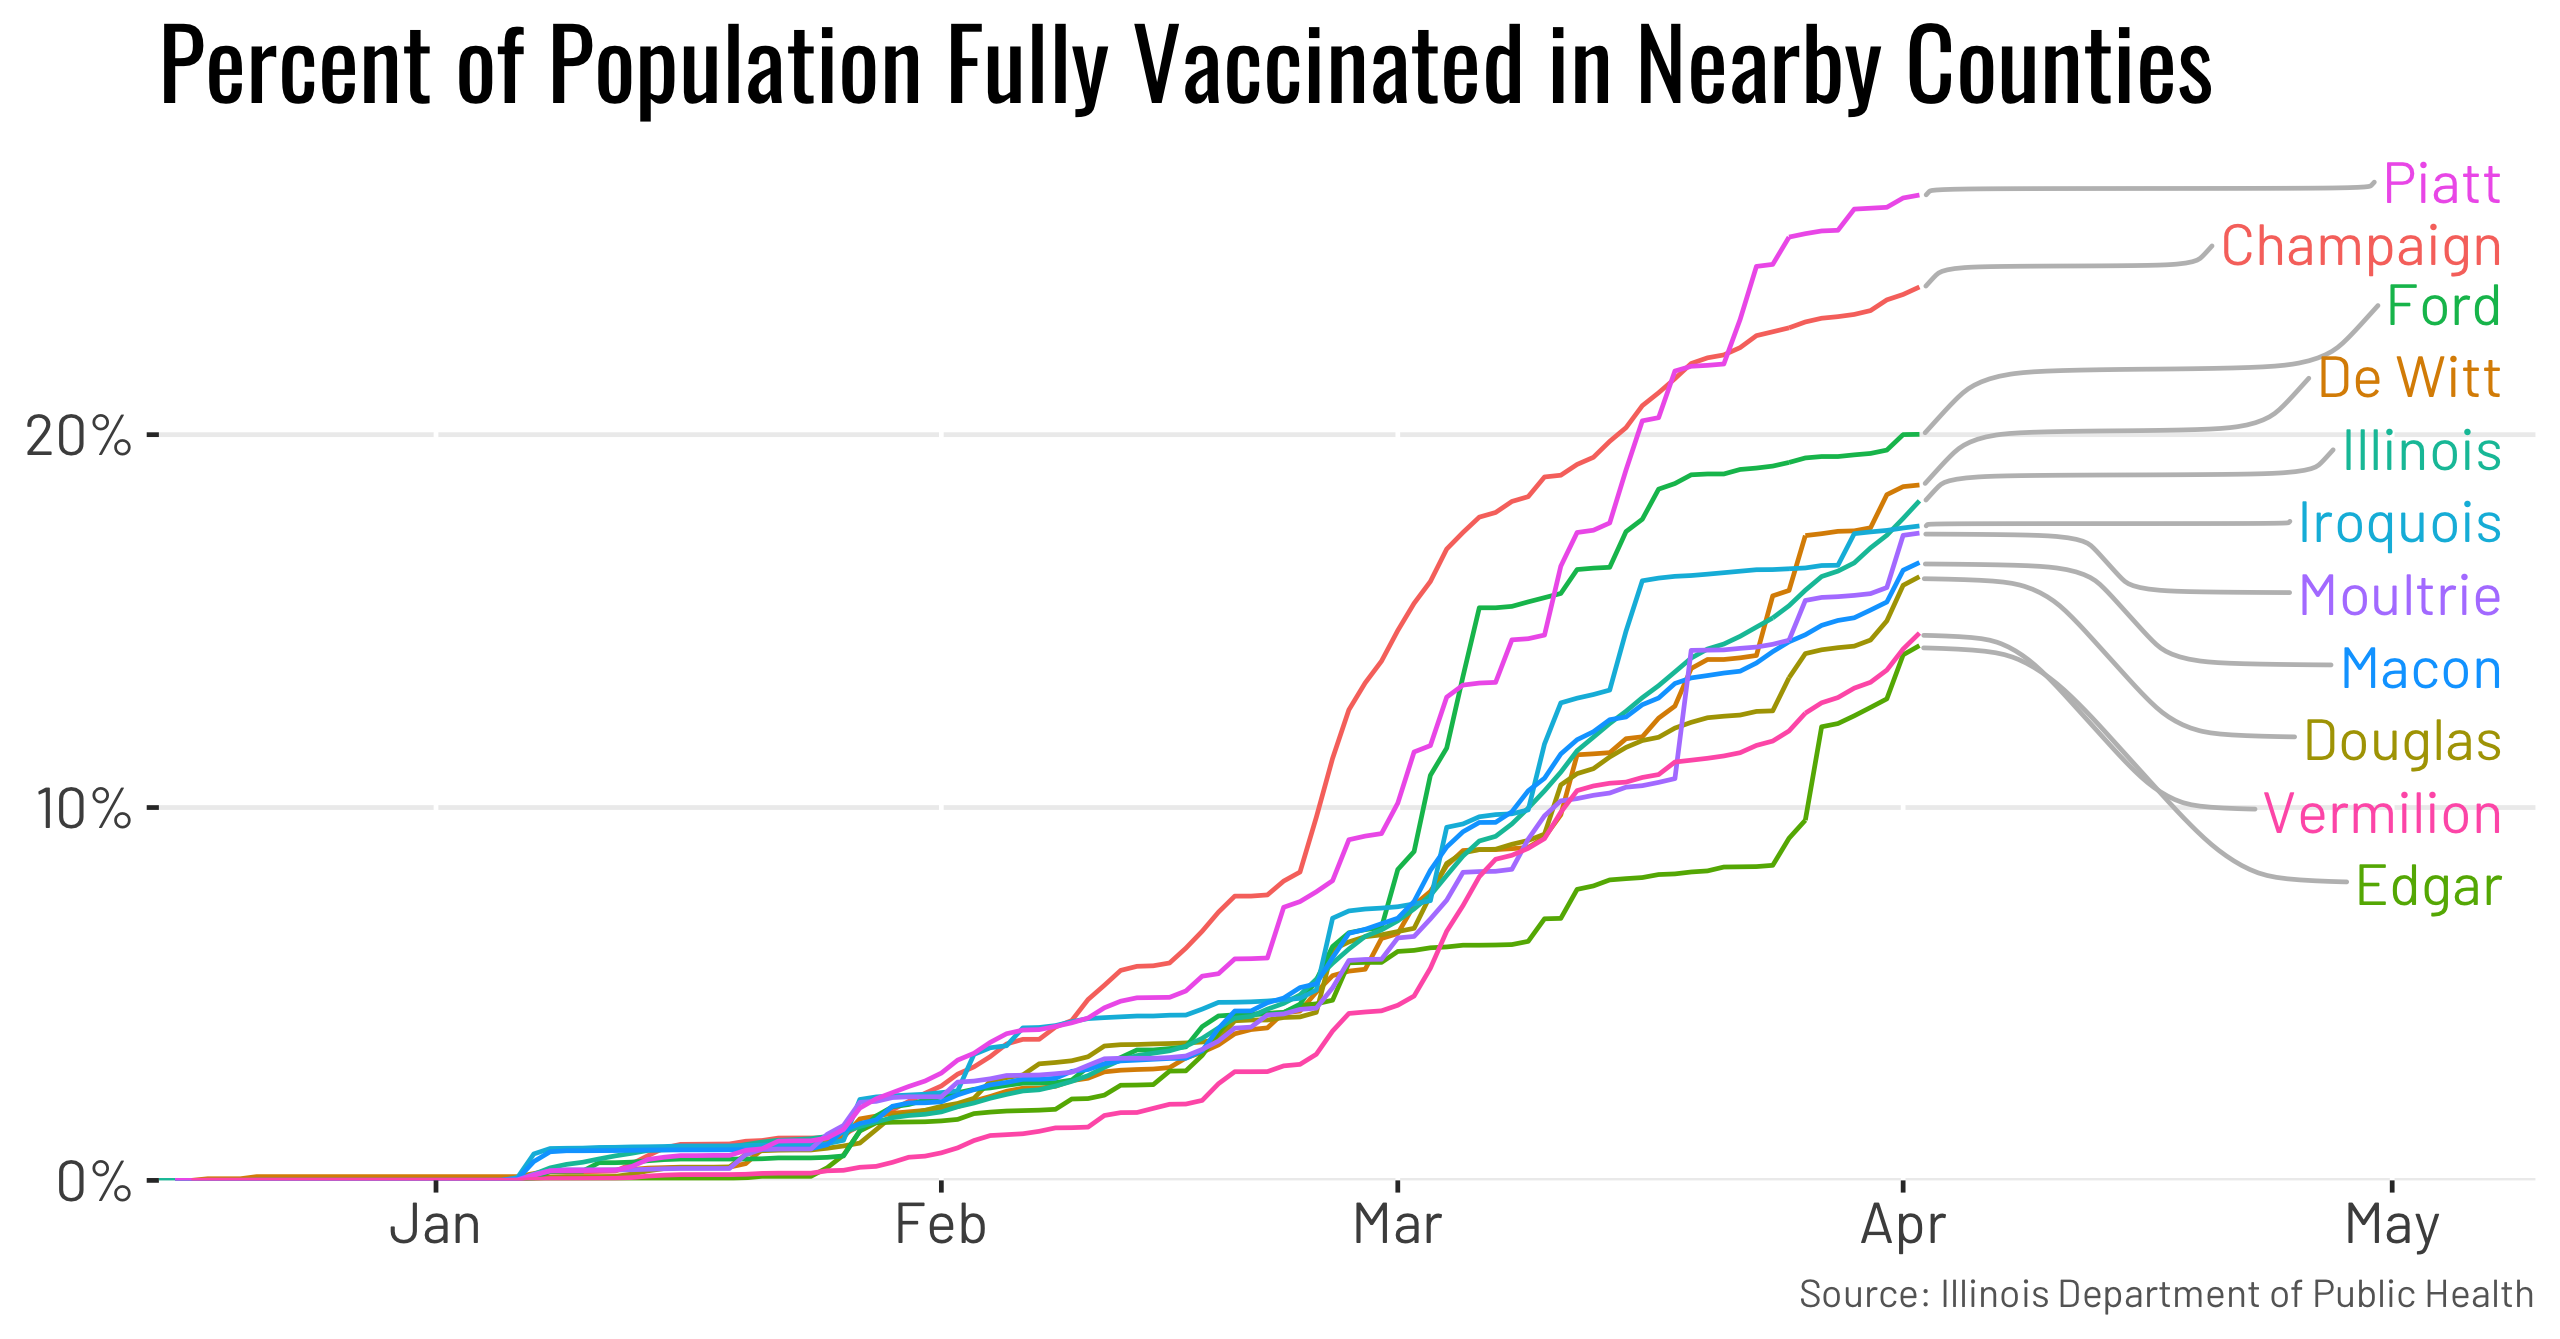 Percent of Population Fully Vaccinated in Nearby Counties
Piatt
Champaign
Ford
De Witt
20%
Illinois
Iroquois
Moultrie
Macon
Douglas
10%
Vermilion
Edgar
0%
Jan Feb Mar Apr May
Source: Illinois Department of Public Health